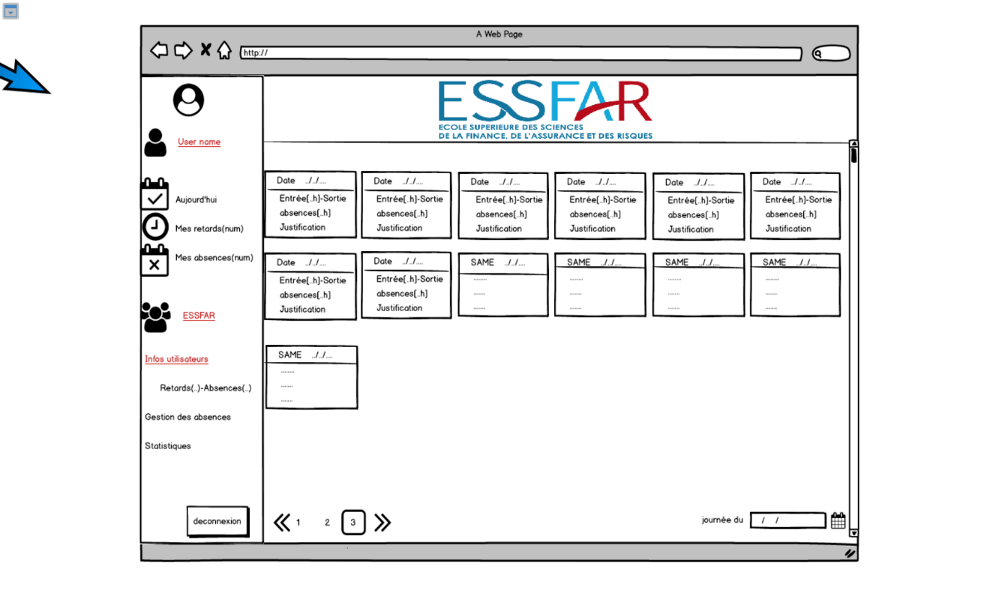 A Web Page
http://
ESSFAR
ECOLE SUPERIEURE DES SCIENCES
DE LA FINANCE, DE L'ASSURANCE ET DES RISQUES
User name
Aujourd'hui
Mes retards(num)
Mes absences(num)
ESSFAR
Infos utilisateurs
Retards(..)-Absences(..)
Gestion des absences
Statistiques
deconnexion
Date ../../....
Entrée[..h]-Sortie
absences[..h]
Justification
Date ../../....
Entrée[..h]-Sortie
absences[..h]
Justification
Date ../../....
Entrée[..h]-Sortie
absences[..h]
Justification
Date ../../....
Entrée[..h]-Sortie
absences[..h]
Justification
Date ../../....
Entrée[..h]-Sortie
absences[..h]
Justification
Date ../../....
Entrée[..h]-Sortie
absences[..h]
Justification
Date ../../....
Entrée[..h]-Sortie
absences[..h]
Justification
Date ../../....
Entrée[..h]-Sortie
absences[..h]
Justification
SAME ../../....
........
.......
.......
SAME ../../....
........
.......
.......
SAME ../../....
........
.......
.......
SAME ../../....
........
.......
.......
SAME ../../....
........
.......
.......
1 2 3
journée du / /